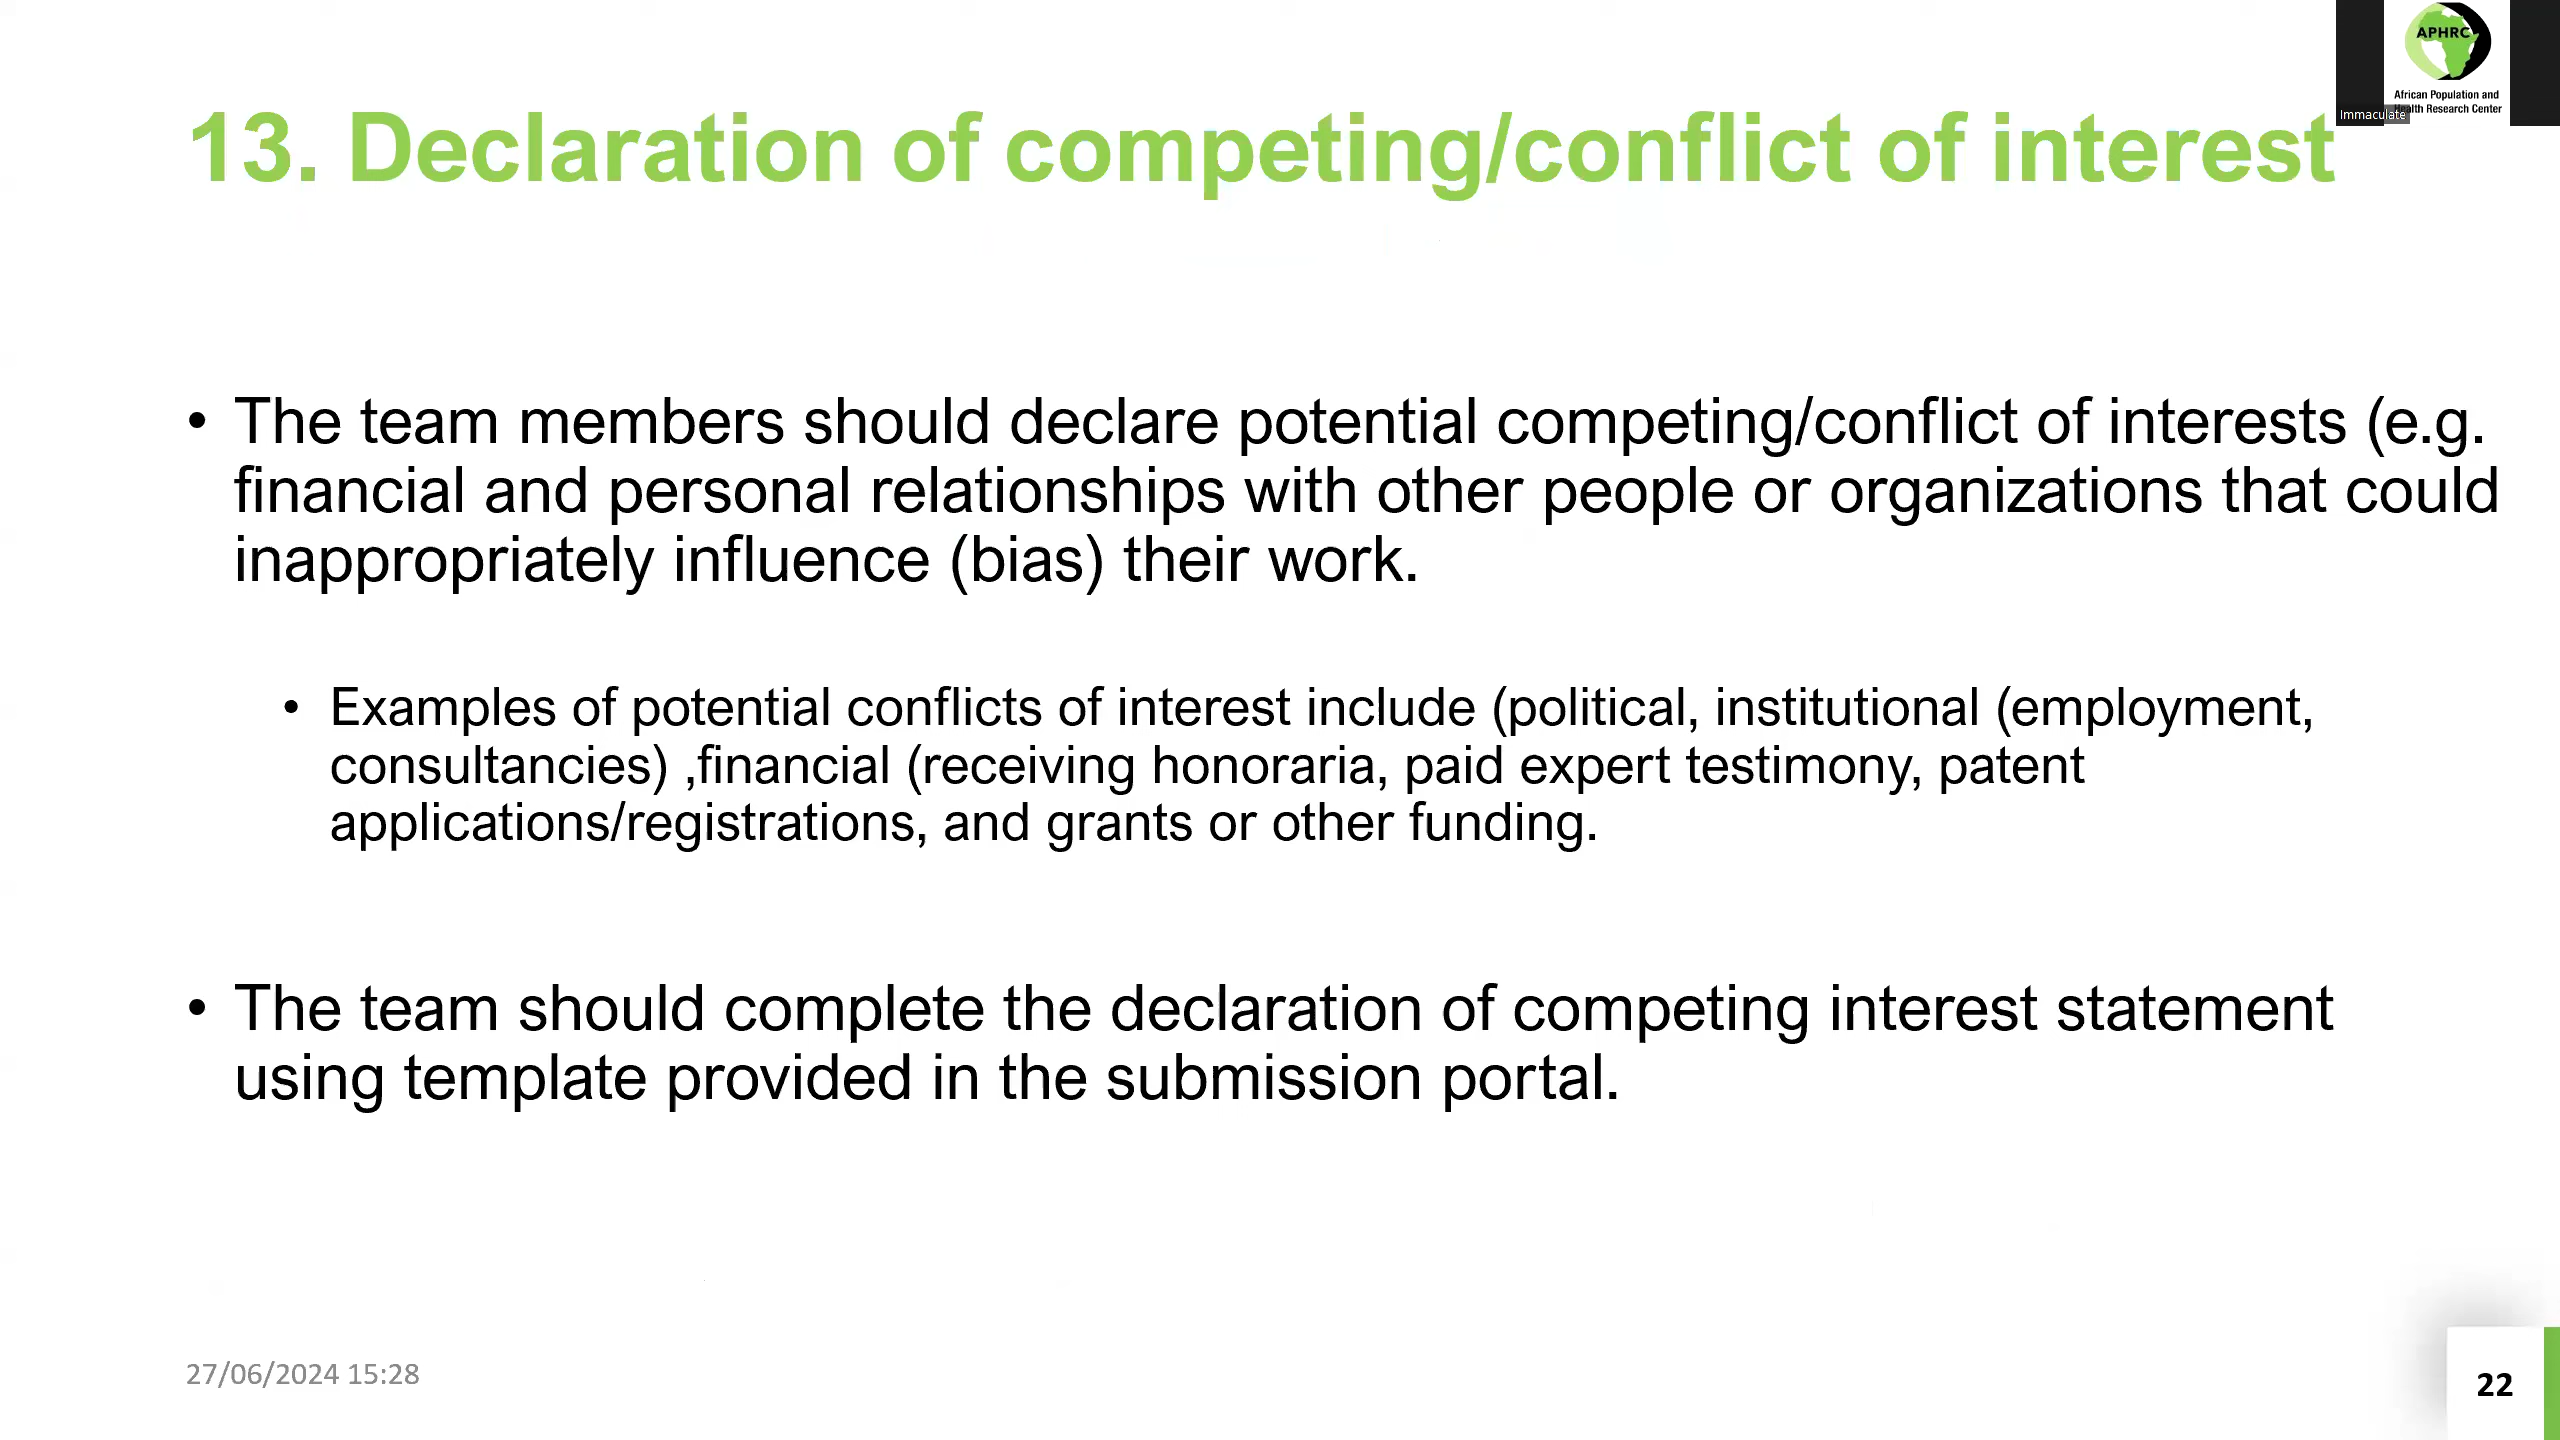 APHRC
African Population and
Health Research Center
Immaculate
13. Declaration of competing/conflict of interest
• The team members should declare potential competing/conflict of interests (e.g.
financial and personal relationships with other people or organizations that could
inappropriately influence (bias) their work.
• Examples of potential conflicts of interest include (political, institutional (employment,
consultancies) ,financial (receiving honoraria, paid expert testimony, patent
applications/registrations, and grants or other funding.
• The team should complete the declaration of competing interest statement
using template provided in the submission portal.
27/06/2024 15:28
22